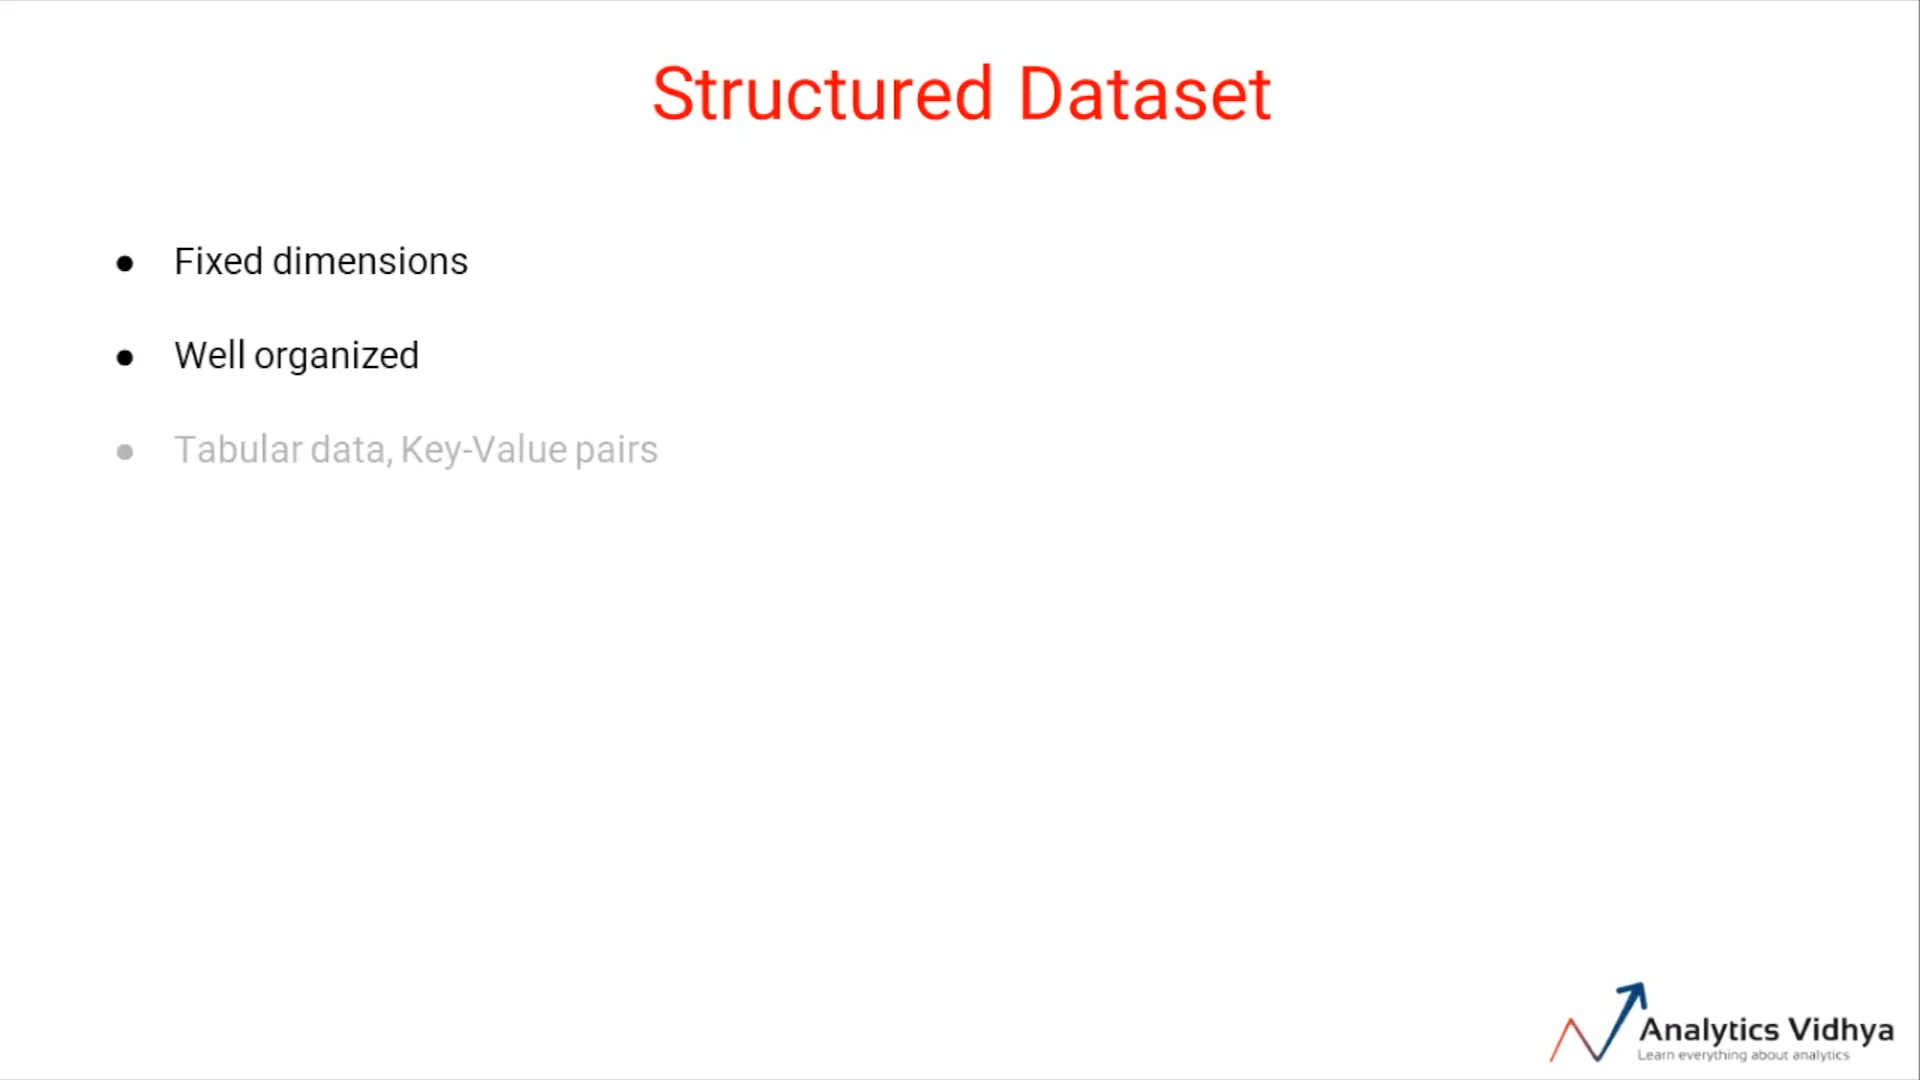 Structured Dataset
● Fixed dimensions
● Well organized
● Tabular data, Key-Value pairs
Analytics Vidhya
Learn everything about analytics